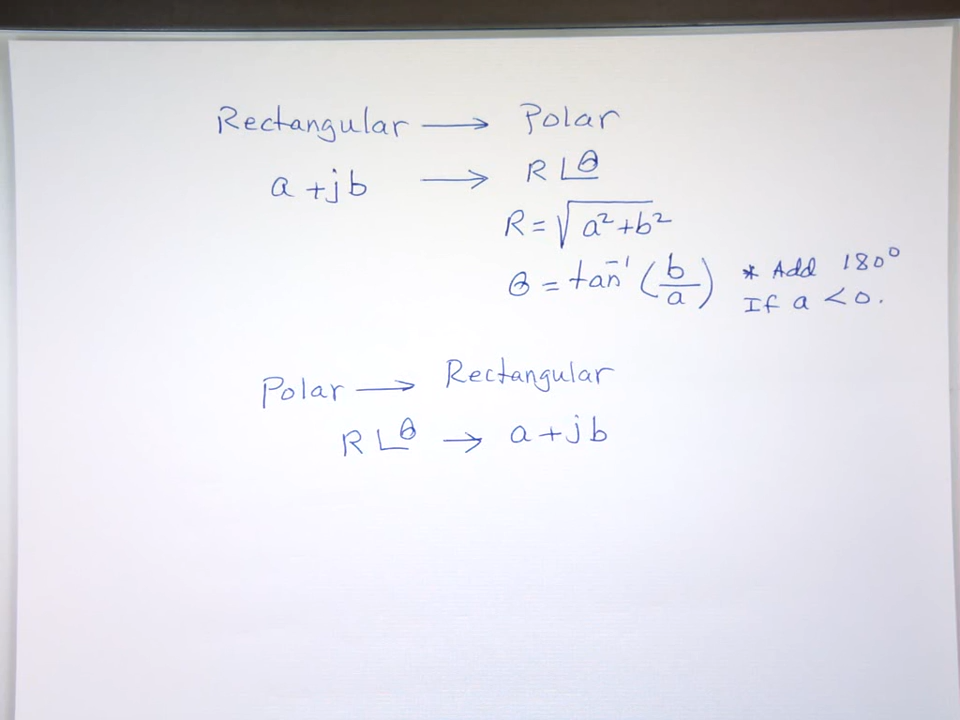 Rectangular → Polar
a + jb → R∠θ
R = √(a² + b²)
θ = tan⁻¹(b/a) * Add 180° If a < 0.
Polar → Rectangular
R∠θ → a + jb